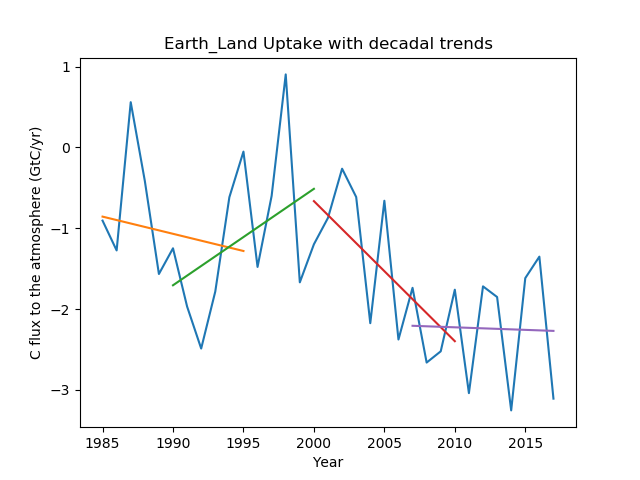 Earth_Land Uptake with decadal trends
C flux to the atmosphere (GtC/yr)
1
0
−1
−2
−3
1985 1990 1995 2000 2005 2010 2015
Year